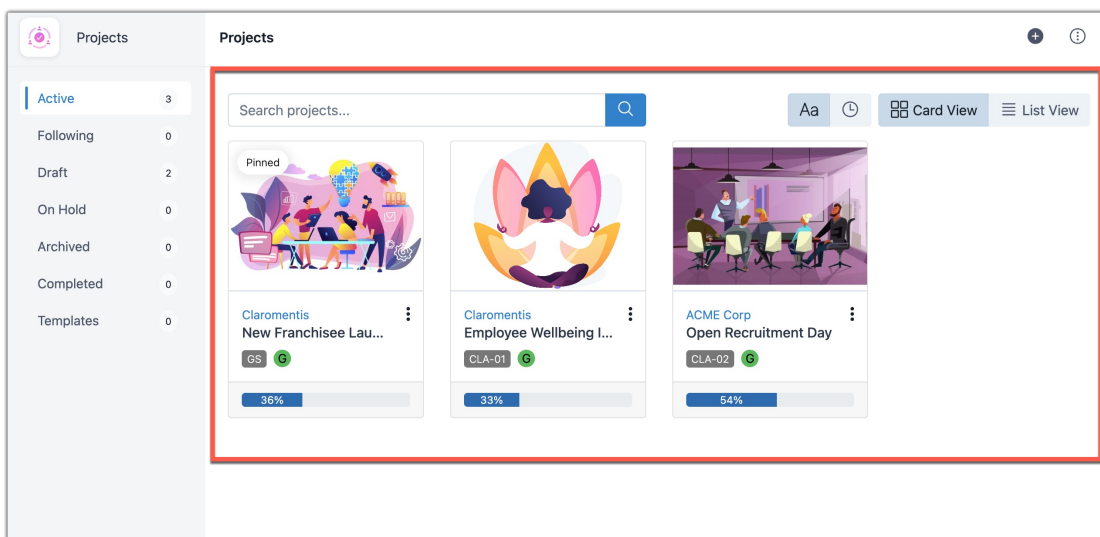 Projects
Projects
Active 3
Following 0
Draft 2
On Hold 0
Archived 0
Completed 0
Templates 0
Search projects...
Aa
Card View
List View
Pinned
Claromentis
New Franchisee Lau...
GS G
36%
Claromentis
Employee Wellbeing I...
CLA-01 G
33%
ACME Corp
Open Recruitment Day
CLA-02 G
54%